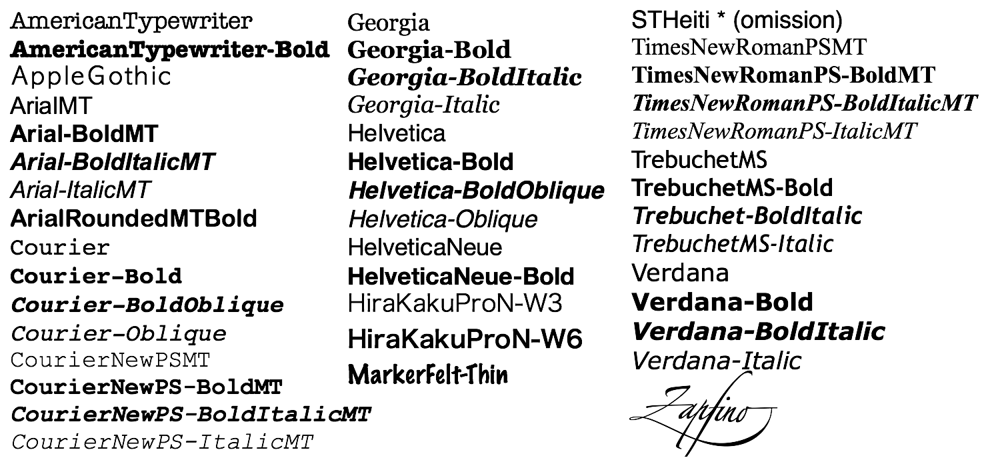 AmericanTypewriter
AmericanTypewriter-Bold
AppleGothic
ArialMT
Arial-BoldMT
Arial-BoldItalicMT
Arial-ItalicMT
ArialRoundedMTBold
Courier
Courier-Bold
Courier-BoldOblique
Courier-Oblique
CourierNewPSMT
CourierNewPS-BoldMT
CourierNewPS-BoldItalicMT
CourierNewPS-ItalicMT
Georgia
Georgia-Bold
Georgia-BoldItalic
Georgia-Italic
Helvetica
Helvetica-Bold
Helvetica-BoldOblique
Helvetica-Oblique
HelveticaNeue
HelveticaNeue-Bold
HiraKakuProN-W3
HiraKakuProN-W6
MarkerFelt-Thin
STHeiti * (omission)
TimesNewRomanPSMT
TimesNewRomanPS-BoldMT
TimesNewRomanPS-BoldItalicMT
TimesNewRomanPS-ItalicMT
TrebuchetMS
TrebuchetMS-Bold
Trebuchet-BoldItalic
TrebuchetMS-Italic
Verdana
Verdana-Bold
Verdana-BoldItalic
Verdana-Italic
Zapfino